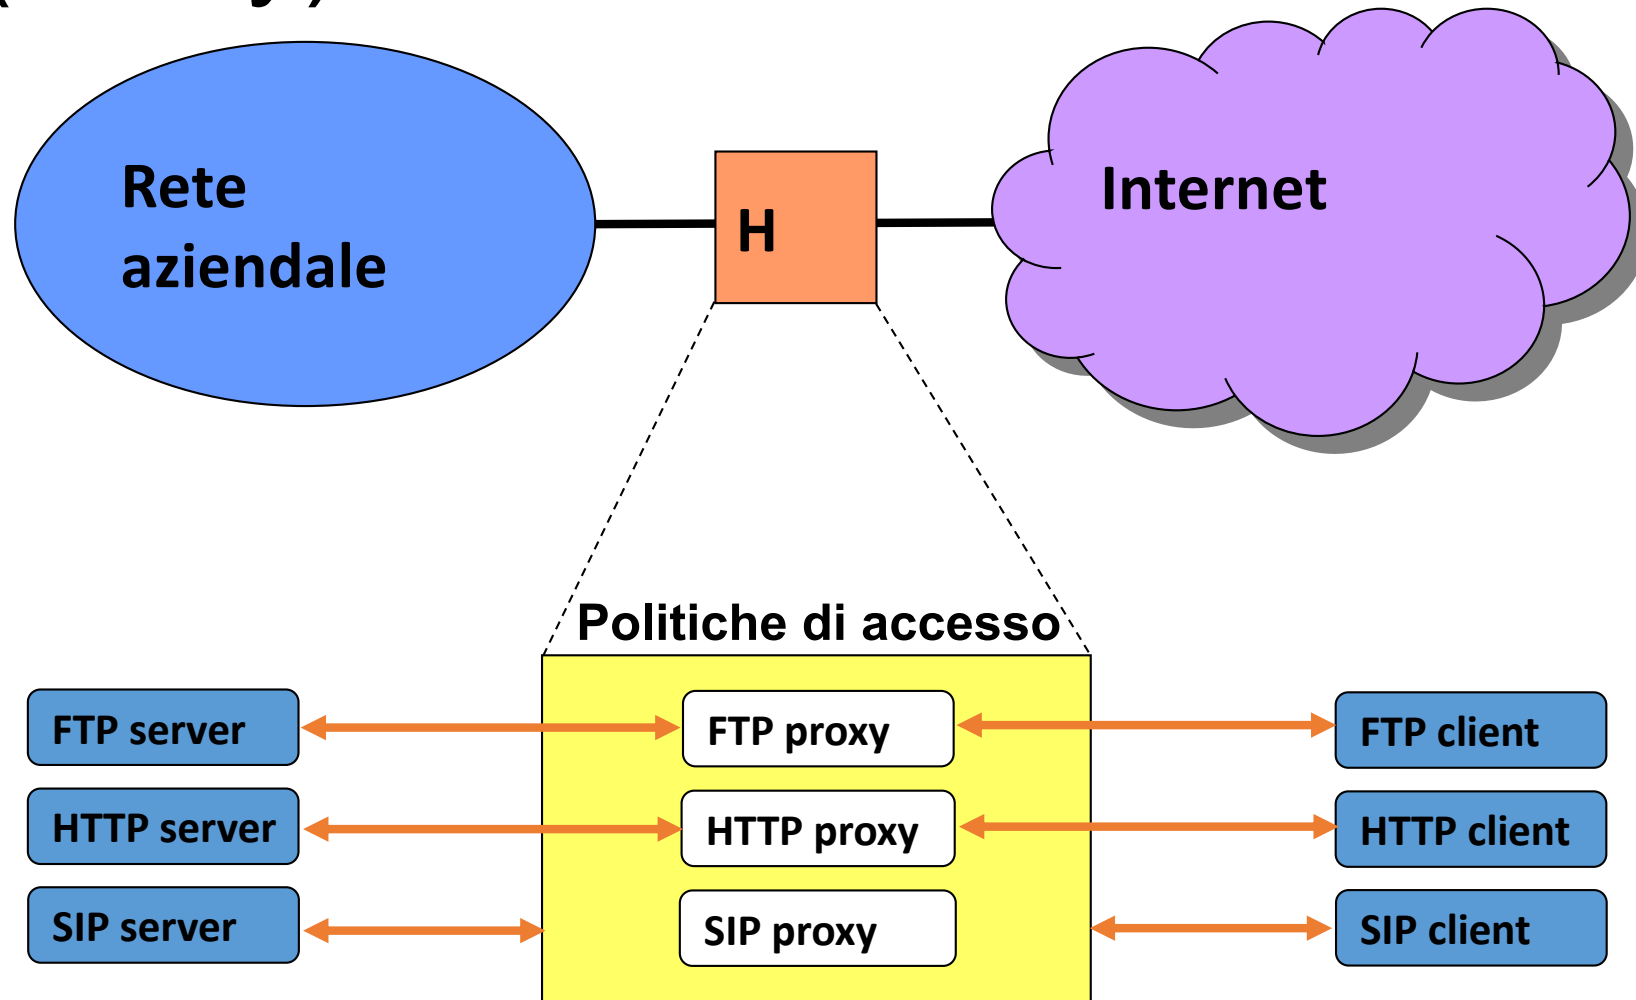 Rete
aziendale
H
Internet
Politiche di accesso
FTP server
FTP proxy
FTP client
HTTP server
HTTP proxy
HTTP client
SIP server
SIP proxy
SIP client